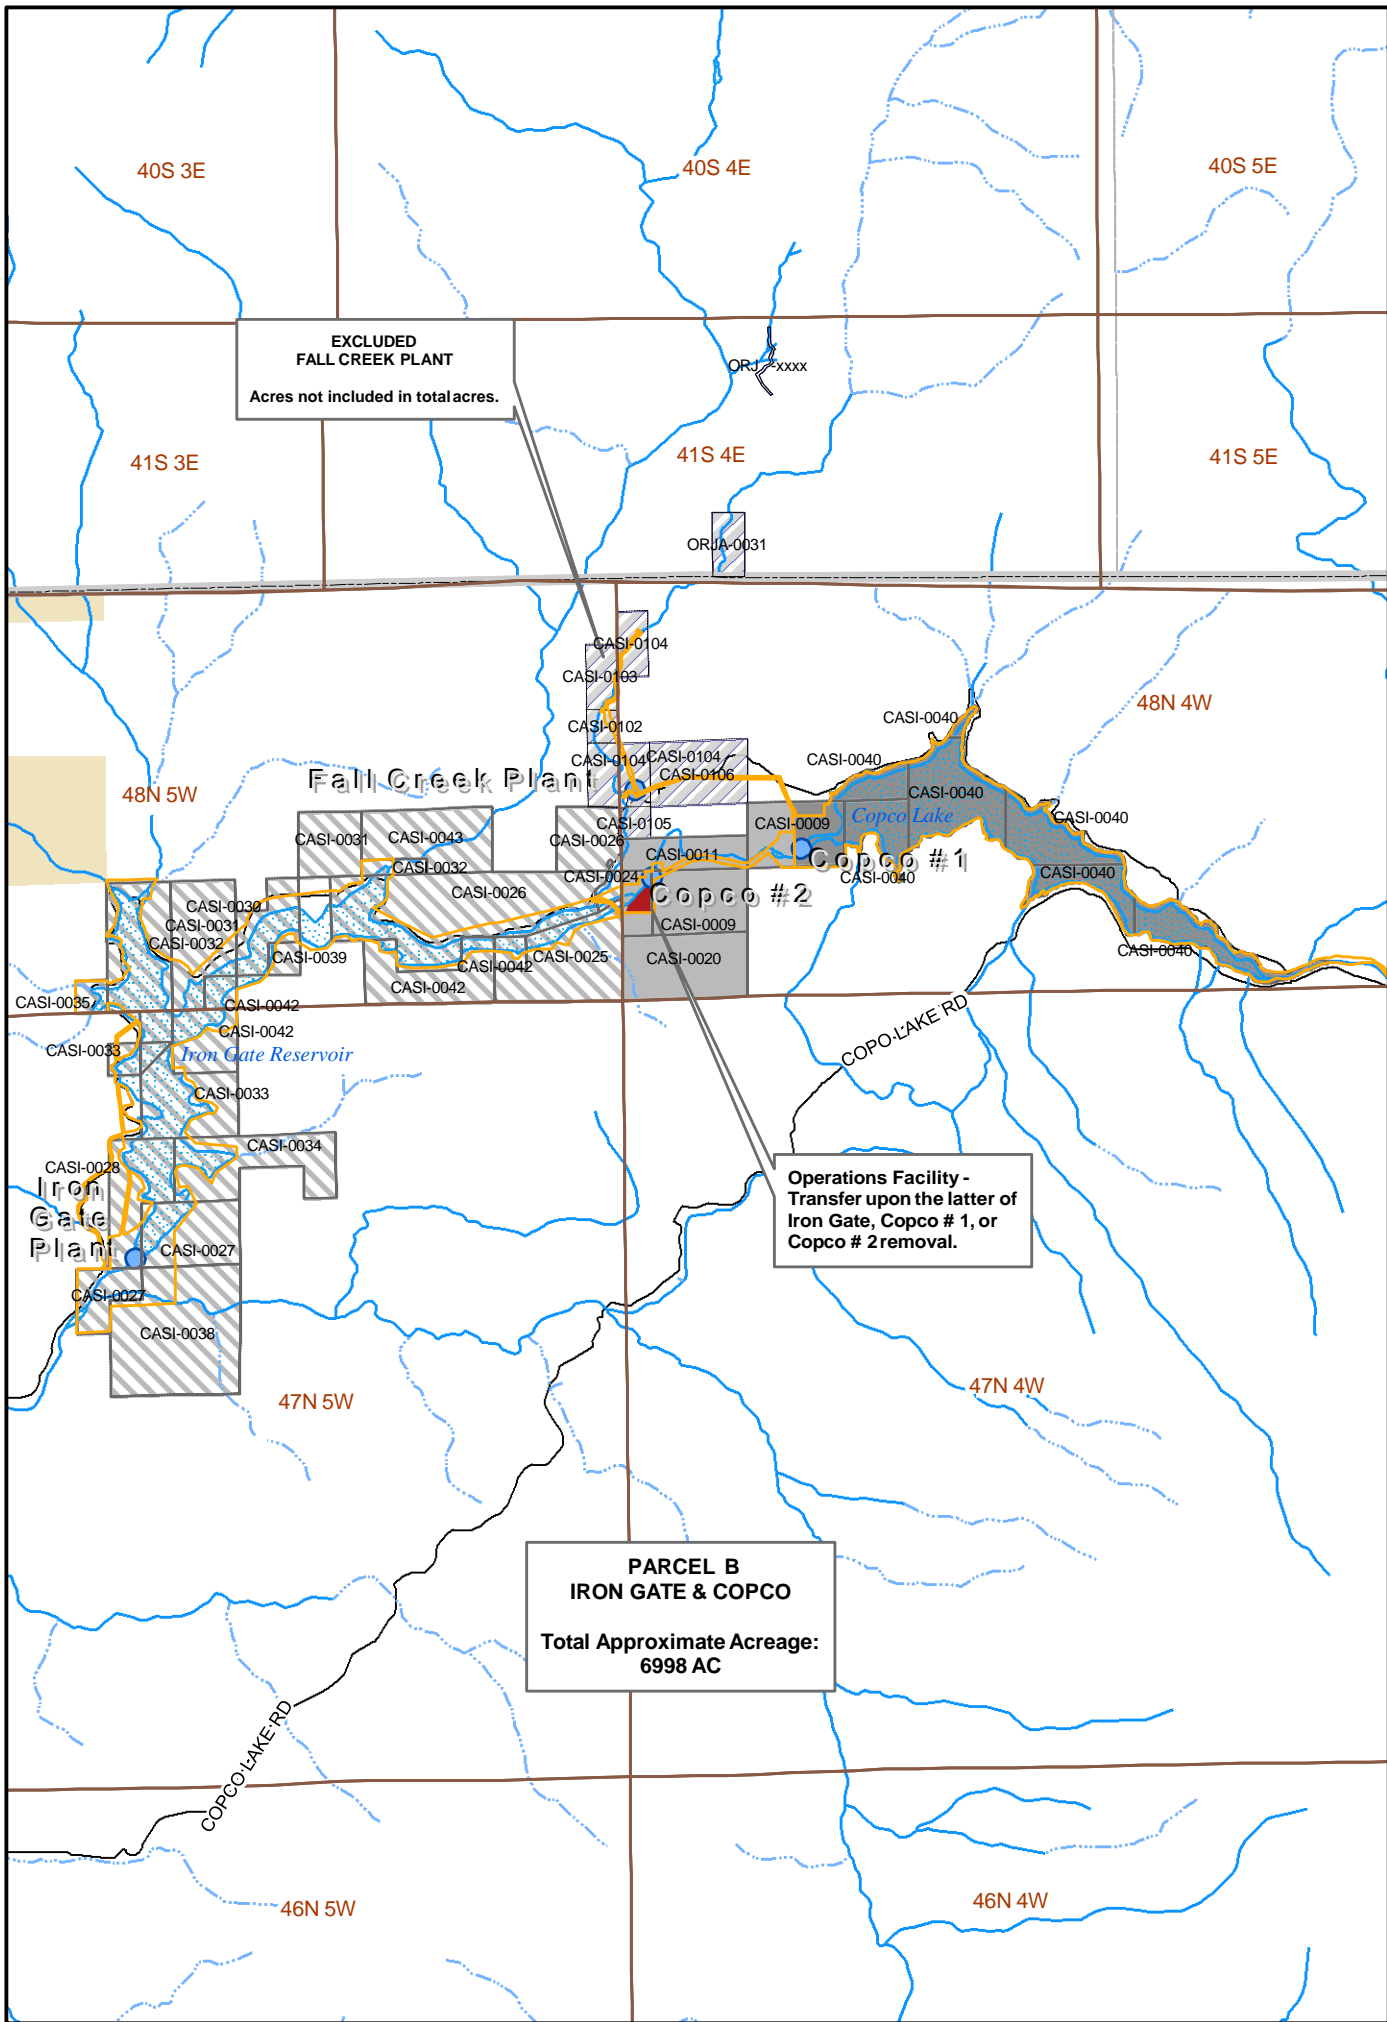 40S 3E
40S 4E
40S 5E
EXCLUDED
FALL CREEK PLANT
Acres not included in total acres.
ORJ
-xxxx
41S 3E
41S 4E
41S 5E
ORJA-0031
CASI-0104
CASI-0103
48N 4W
CASI-0040
CASI-0102
CASI-0104
CASI-0104
CASI-0106
CASI-0040
Fall Creek Plant
48N 5W
CASI-0040
CASI-0040
Copco Lake
CASI-0105
CASI-0009
CASI-0031
CASI-0043
CASI-0026
CASI-0011
Copco #1
CASI-0032
CASI-0024
CASI-0040
CASI-0040
CASI-0026
Copco #2
CASI-0030
CASI-0031
CASI-0009
CASI-0032
CASI-0039
CASI-0025
CASI-0020
CASI-0040
CASI-0042
CASI-0042
CASI-0035
CASI-0042
COPO LAKE RD
CASI-0042
CASI-0033
Iron Gate Reservoir
CASI-0033
CASI-0034
CASI-0028
Iron
Gate
Plant
Operations Facility -
Transfer upon the latter of
Iron Gate, Copco # 1, or
Copco # 2 removal.
CASI-0027
CASI-0027
CASI-0038
47N 5W
47N 4W
PARCEL B
IRON GATE & COPCO
Total Approximate Acreage:
6998 AC
COPCO LAKE RD
46N 5W
46N 4W